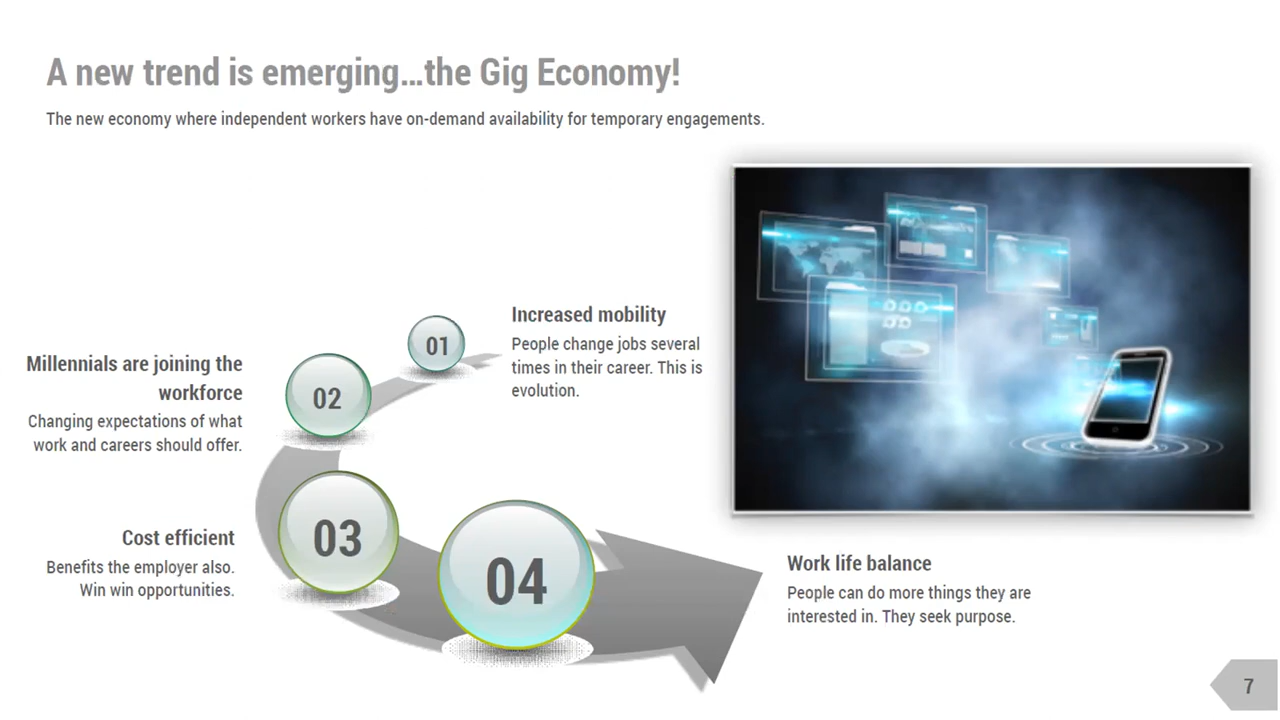 A new trend is emerging...the Gig Economy!
The new economy where independent workers have on-demand availability for temporary engagements.
01
Increased mobility
People change jobs several
times in their career. This is
evolution.
02
Millennials are joining the
workforce
Changing expectations of what
work and careers should offer.
03
Cost efficient
Benefits the employer also.
Win win opportunities.
04
Work life balance
People can do more things they are
interested in. They seek purpose.
7